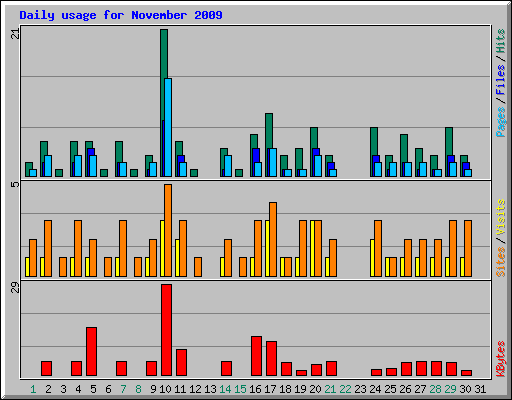 Daily usage for November 2009
21
Pages / Files / Hits
5
Sites / Visits
29
KBytes
1 2 3 4 5 6 7 8 9 10 11 12 13 14 15 16 17 18 19 20 21 22 23 24 25 26 27 28 29 30 31